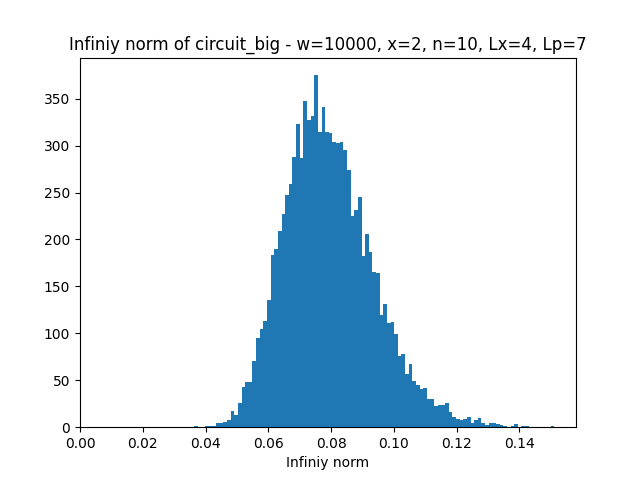 Infiniy norm of circuit_big - w=10000, x=2, n=10, Lx=4, Lp=7
350
300
250
200
150
100
50
0
0.00 0.02 0.04 0.06 0.08 0.10 0.12 0.14
Infiniy norm